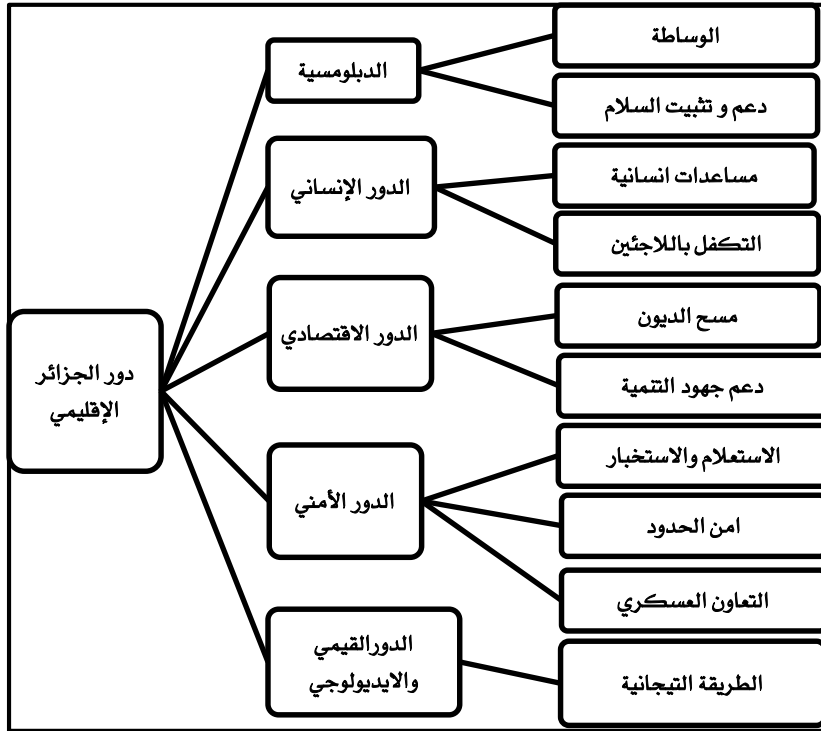 دور الجزائر
الإقليمي
الدبلومسية
الوساطة
دعم و تثبيت السلام
الدور الإنساني
مساعدات انسانية
التكفل باللاجئين
الدور الاقتصادي
مسح الديون
دعم جهود التنمية
الدور الأمني
الاستعلام والاستخبار
امن الحدود
التعاون العسكري
الدورالقيمي
والايديولوجي
الطريقة التيجانية